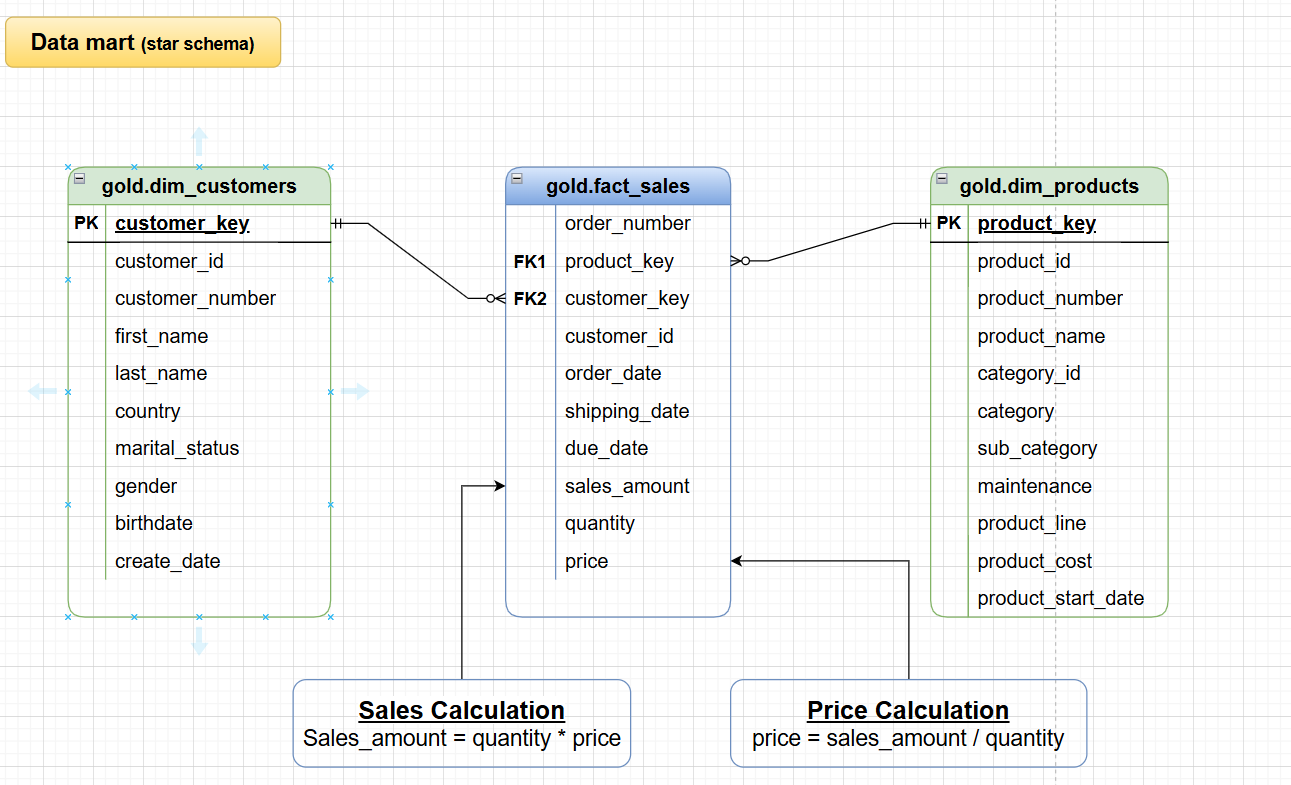 Data mart (star schema)
gold.dim_customers
PK customer_key
customer_id
customer_number
first_name
last_name
country
marital_status
gender
birthdate
create_date
gold.fact_sales
order_number
FK1 product_key
FK2 customer_key
customer_id
order_date
shipping_date
due_date
sales_amount
quantity
price
gold.dim_products
PK product_key
product_id
product_number
product_name
category_id
category
sub_category
maintenance
product_line
product_cost
product_start_date
Sales Calculation
Sales_amount = quantity * price
Price Calculation
price = sales_amount / quantity